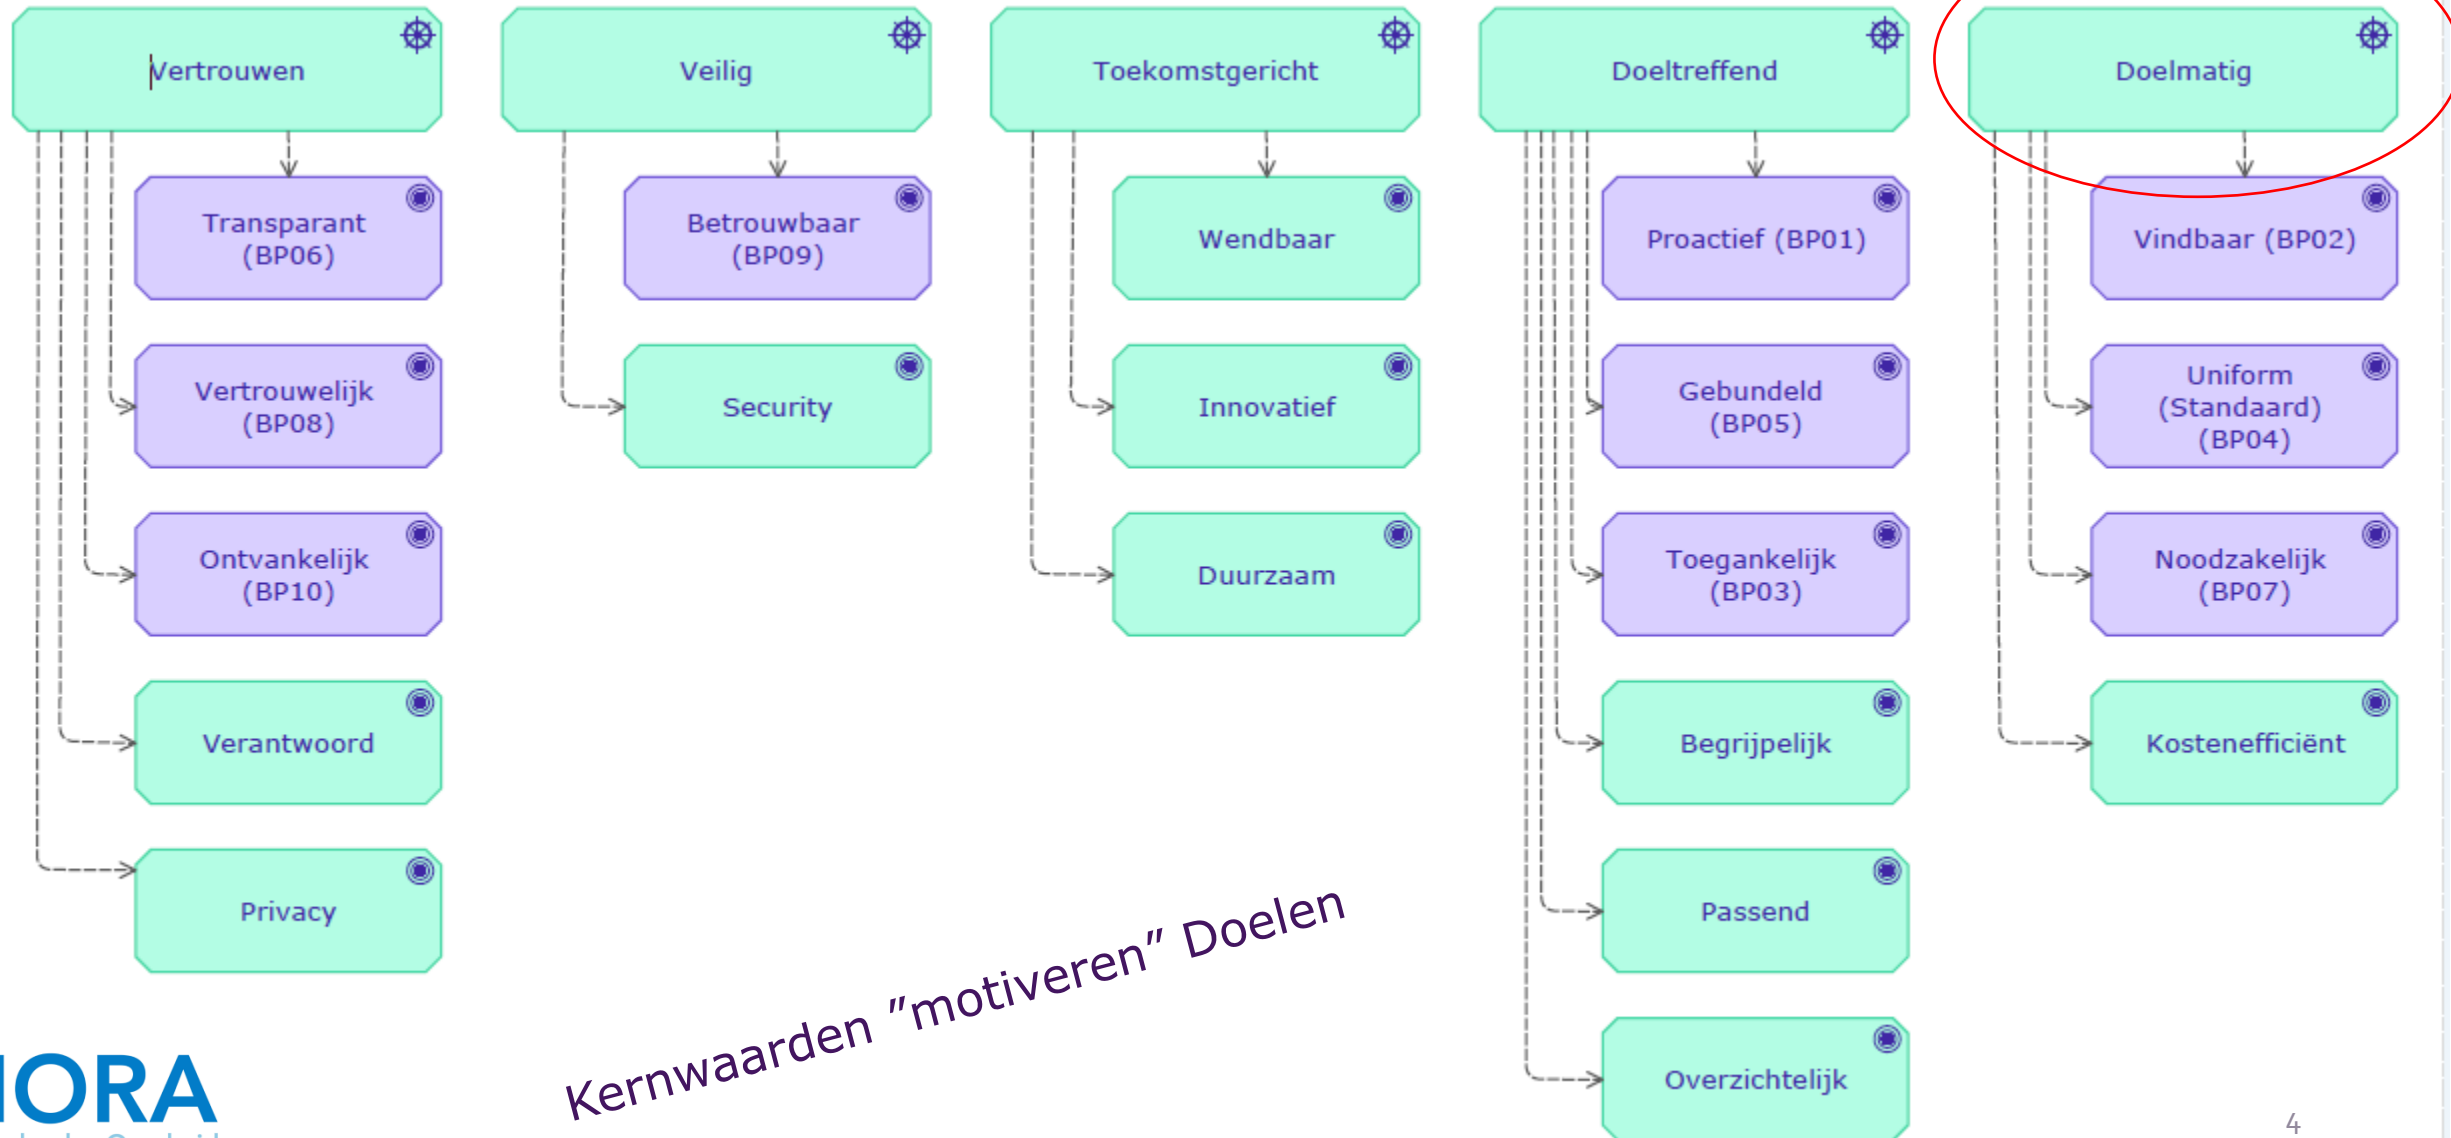 Vertrouwen
Veilig
Toekomstgericht
Doeltreffend
Doelmatig
Transparant
(BP06)
Betrouwbaar
(BP09)
Wendbaar
Proactief (BP01)
Vindbaar (BP02)
Vertrouwelijk
(BP08)
Security
Innovatief
Gebundeld
(BP05)
Uniform
(Standaard)
(BP04)
Ontvankelijk
(BP10)
Duurzaam
Toegankelijk
(BP03)
Noodzakelijk
(BP07)
Verantwoord
Begrijpelijk
Kostenefficiënt
Privacy
Passend
Kernwaarden "motiveren" Doelen
Overzichtelijk
ORA
4